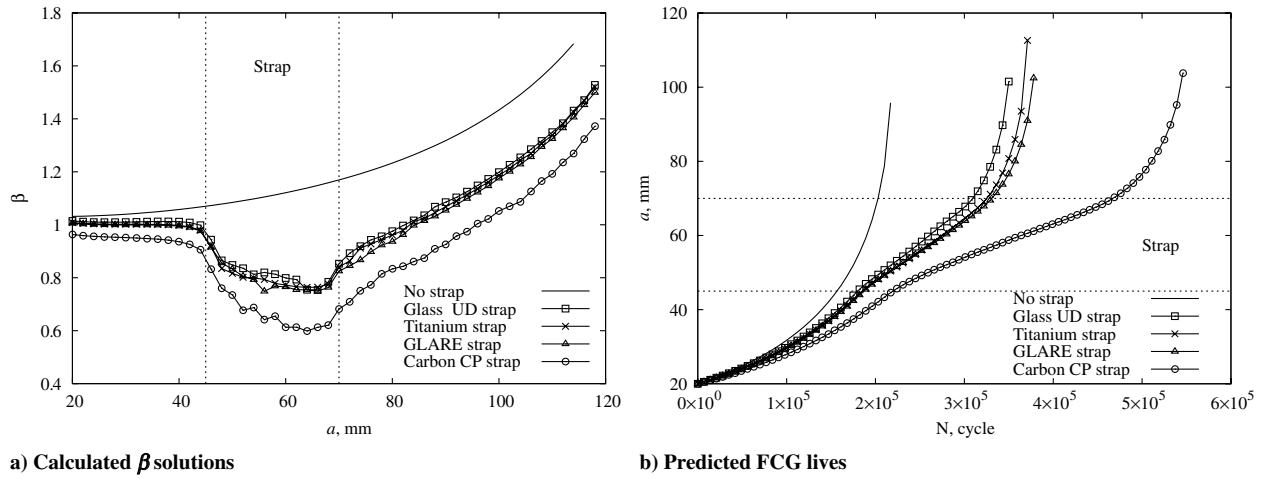 1.8
1.6
1.4
1.2
1
0.8
0.6
0.4
β
20
40
60
80
100
120
a, mm
Strap
No strap
Glass UD strap
Titanium strap
GLARE strap
Carbon CP strap
a) Calculated β solutions
120
100
80
60
40
20
a, mm
0×10⁰
1×10⁵
2×10⁵
3×10⁵
4×10⁵
5×10⁵
6×10⁵
N, cycle
Strap
No strap
Glass UD strap
Titanium strap
GLARE strap
Carbon CP strap
b) Predicted FCG lives